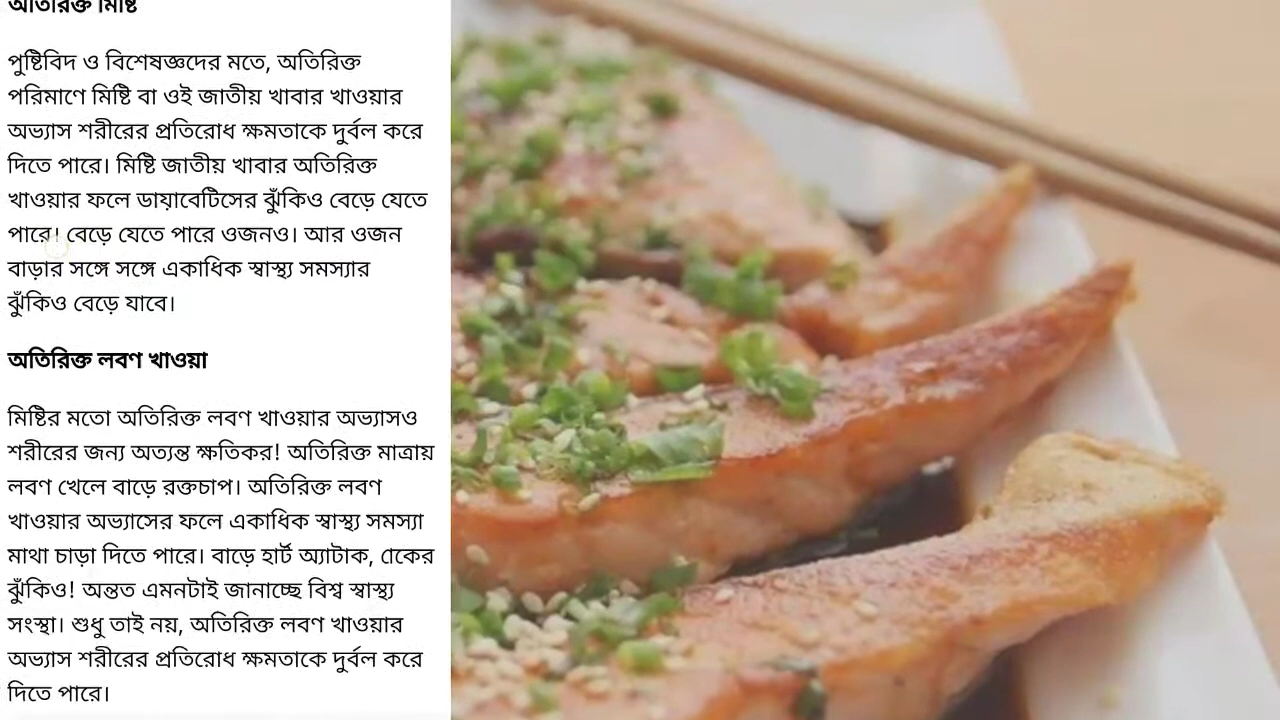 অতিরিক্ত মিষ্টি
পুষ্টিবিদ ও বিশেষজ্ঞদের মতে, অতিরিক্ত
পরিমাণে মিষ্টি বা ওই জাতীয় খাবার খাওয়ার
অভ্যাস শরীরের প্রতিরোধ ক্ষমতাকে দুর্বল করে
দিতে পারে। মিষ্টি জাতীয় খাবার অতিরিক্ত
খাওয়ার ফলে ডায়াবেটিসের ঝুঁকিও বেড়ে যেতে
পারে। বেড়ে যেতে পারে ওজনও। আর ওজন
বাড়ার সঙ্গে সঙ্গে একাধিক স্বাস্থ্য সমস্যার
ঝুঁকিও বেড়ে যাবে।
অতিরিক্ত লবণ খাওয়া
মিষ্টির মতো অতিরিক্ত লবণ খাওয়ার অভ্যাসও
শরীরের জন্য অত্যন্ত ক্ষতিকর! অতিরিক্ত মাত্রায়
লবণ খেলে বাড়ে রক্তচাপ। অতিরিক্ত লবণ
খাওয়ার অভ্যাসের ফলে একাধিক স্বাস্থ্য সমস্যা
মাথা চাড়া দিতে পারে। বাড়ে হার্ট অ্যাটাক,
ঝুঁকিও! অন্তত এমনটাই জানাচ্ছে বিশ্ব স্বাস্থ্য
সংস্থা। শুধু তাই নয়, অতিরিক্ত লবণ খাওয়ার
অভ্যাস শরীরের প্রতিরোধ ক্ষমতাকে দুর্বল করে
দিতে পারে।